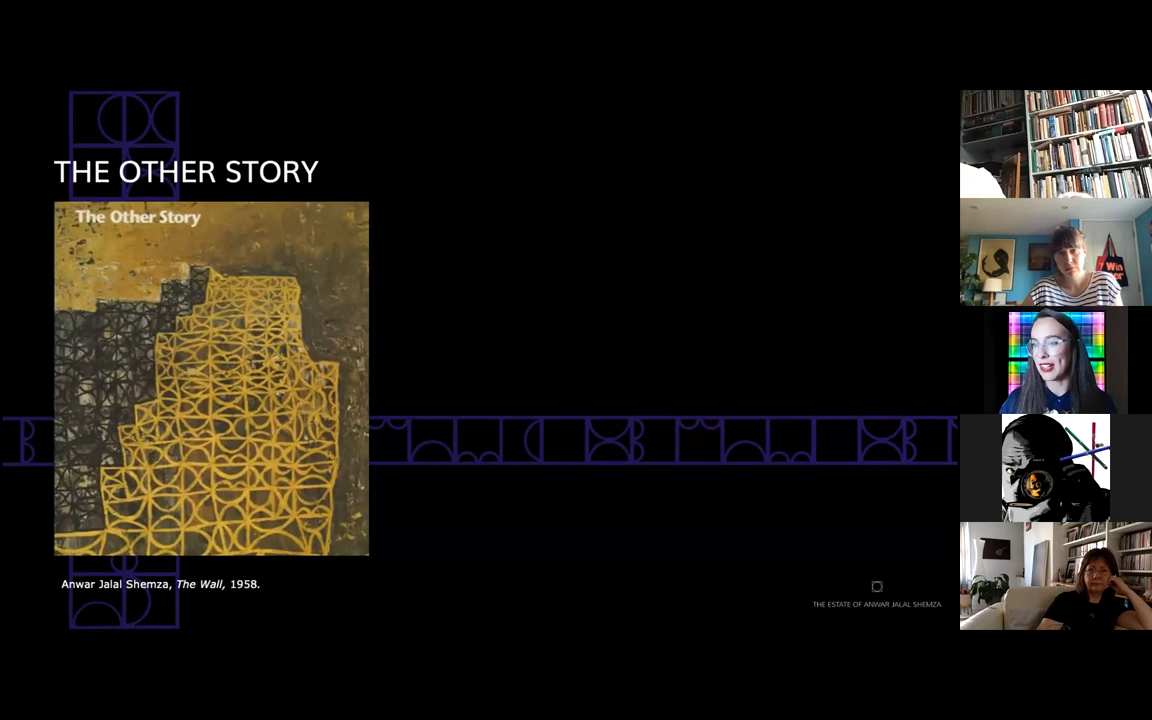 THE OTHER STORY
The Other Story
Anwar Jalal Shemza, The Wall, 1958.
THE ESTATE OF ANWAR JALAL SHEMZA